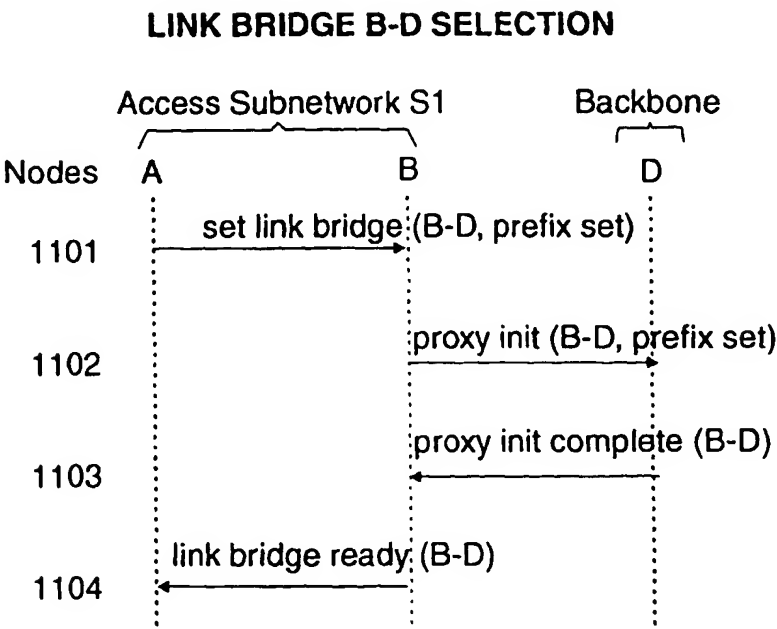 LINK BRIDGE B-D SELECTION
Access Subnetwork S1 Backbone
Nodes A B D
set link bridge (B-D, prefix set)
1101
proxy init (B-D, prefix set)
1102
proxy init complete (B-D)
1103
link bridge ready (B-D)
1104